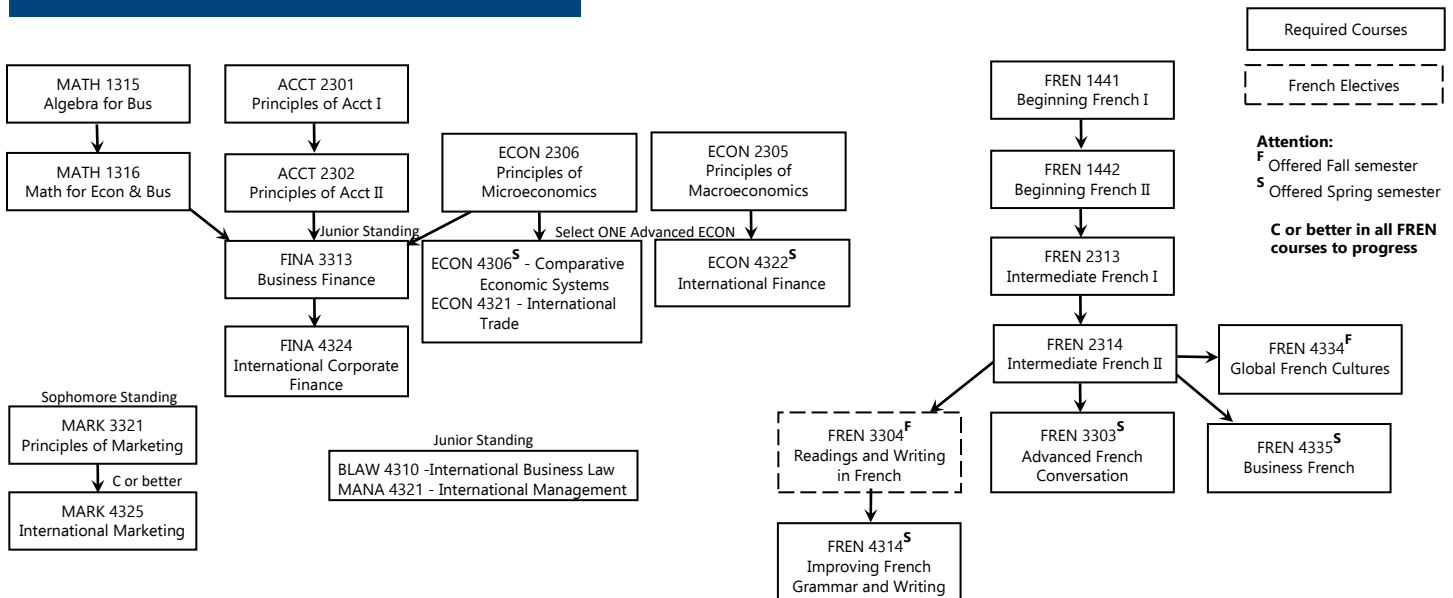 Required Courses
French Electives
Attention:
F Offered Fall semester
S Offered Spring semester
C or better in all FREN
courses to progress
MATH 1315
Algebra for Bus
MATH 1316
Math for Econ & Bus
ACCT 2301
Principles of Acct I
ACCT 2302
Principles of Acct II
ECON 2306
Principles of
Microeconomics
ECON 2305
Principles of
Macroeconomics
Junior Standing
FINA 3313
Business Finance
FINA 4324
International Corporate
Finance
Select ONE Advanced ECON
ECON 4306S - Comparative
Economic Systems
ECON 4321 - International
Trade
ECON 4322S
International Finance
Sophomore Standing
MARK 3321
Principles of Marketing
C or better
MARK 4325
International Marketing
Junior Standing
BLAW 4310 -International Business Law
MANA 4321 - International Management
FREN 1441
Beginning French I
FREN 1442
Beginning French II
FREN 2313
Intermediate French I
FREN 2314
Intermediate French II
FREN 4334F
Global French Cultures
FREN 3304F
Readings and Writing
in French
FREN 3303S
Advanced French
Conversation
FREN 4335S
Business French
FREN 4314S
Improving French
Grammar and Writing